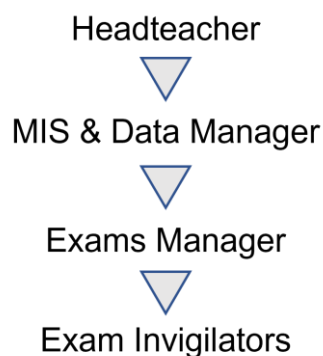 Headteacher
MIS & Data Manager
Exams Manager
Exam Invigilators